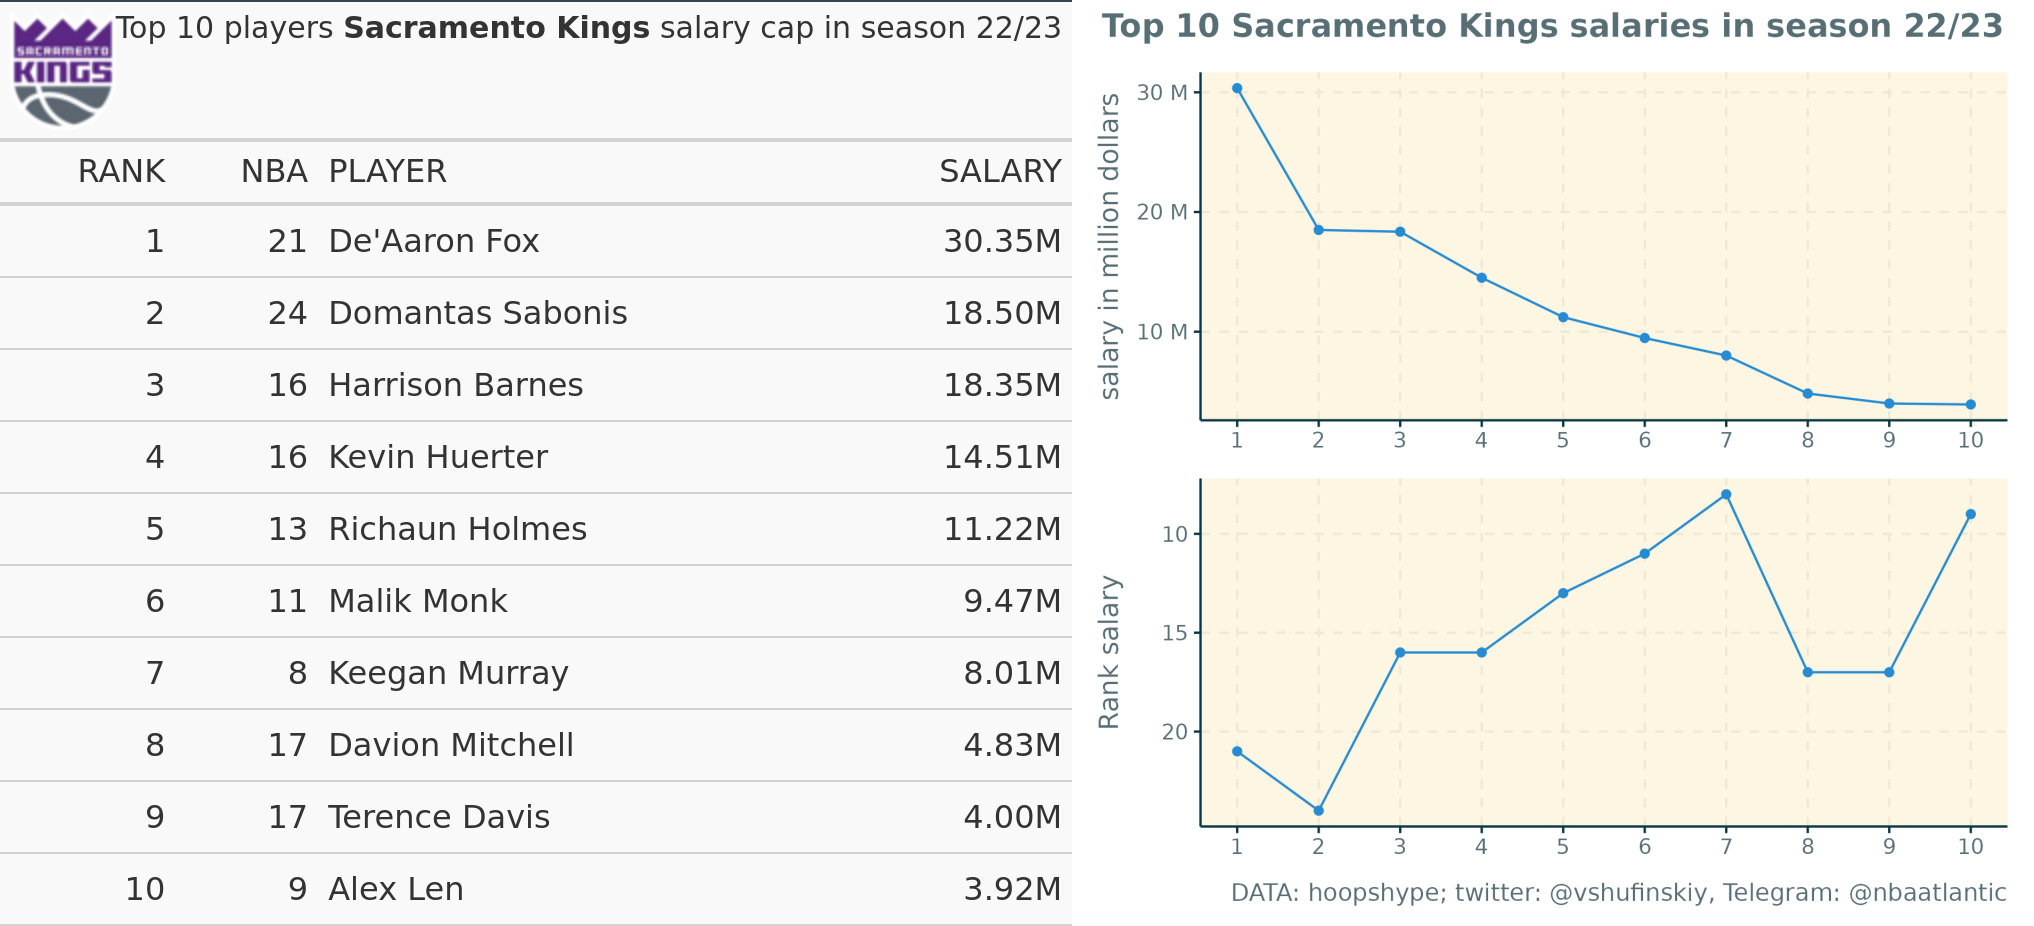 Top 10 players Sacramento Kings salary cap in season 22/23
SACRAMENTO
KINGS
RANK NBA PLAYER SALARY
1 21 De'Aaron Fox 30.35M
2 24 Domantas Sabonis 18.50M
3 16 Harrison Barnes 18.35M
4 16 Kevin Huerter 14.51M
5 13 Richaun Holmes 11.22M
6 11 Malik Monk 9.47M
7 8 Keegan Murray 8.01M
8 17 Davion Mitchell 4.83M
9 17 Terence Davis 4.00M
10 9 Alex Len 3.92M
Top 10 Sacramento Kings salaries in season 22/23
salary in million dollars
30 M
20 M
10 M
1 2 3 4 5 6 7 8 9 10
Rank salary
10
15
20
1 2 3 4 5 6 7 8 9 10
DATA: hoopshype; twitter: @vshufinskiy, Telegram: @nbaatlantic